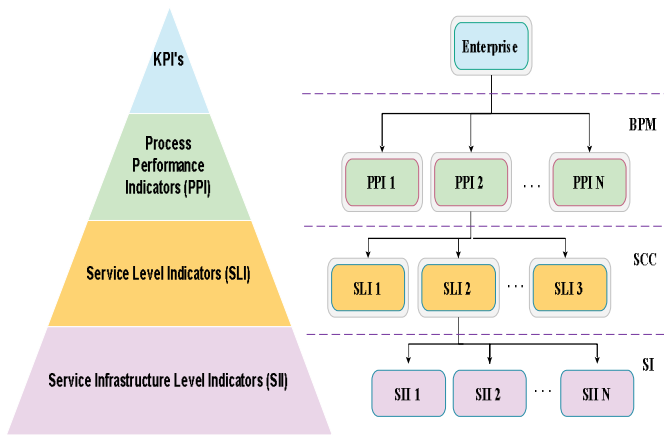 KPI's
Process
Performance
Indicators (PPI)
Service Level Indicators (SLI)
Service Infrastructure Level Indicators (SII)
Enterprise
BPM
PPI 1
PPI 2
...
PPI N
SCC
SLI 1
SLI 2
...
SLI 3
SI
SII 1
SII 2
...
SII N